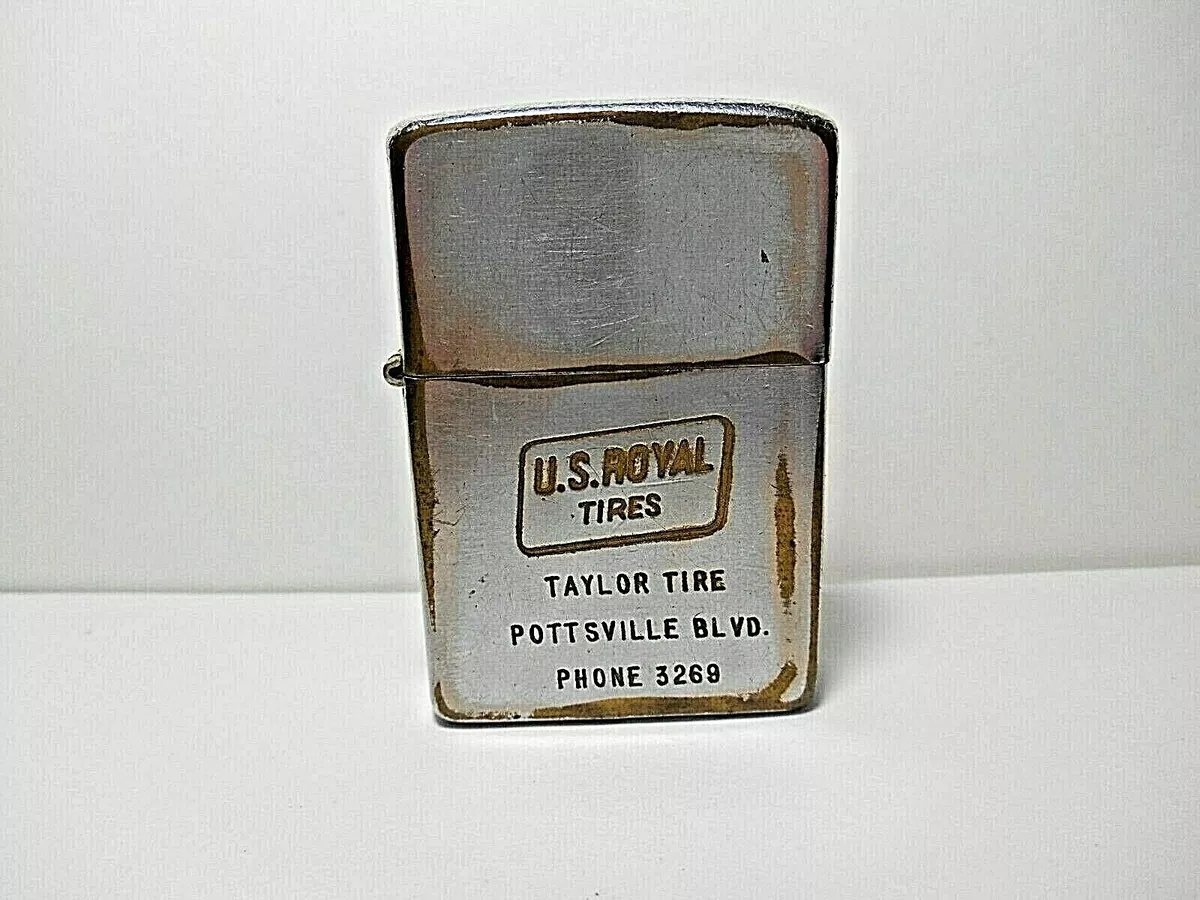 U.S. ROYAL
TIRES
TAYLOR TIRE
POTTSVILLE BLVD.
PHONE 3269